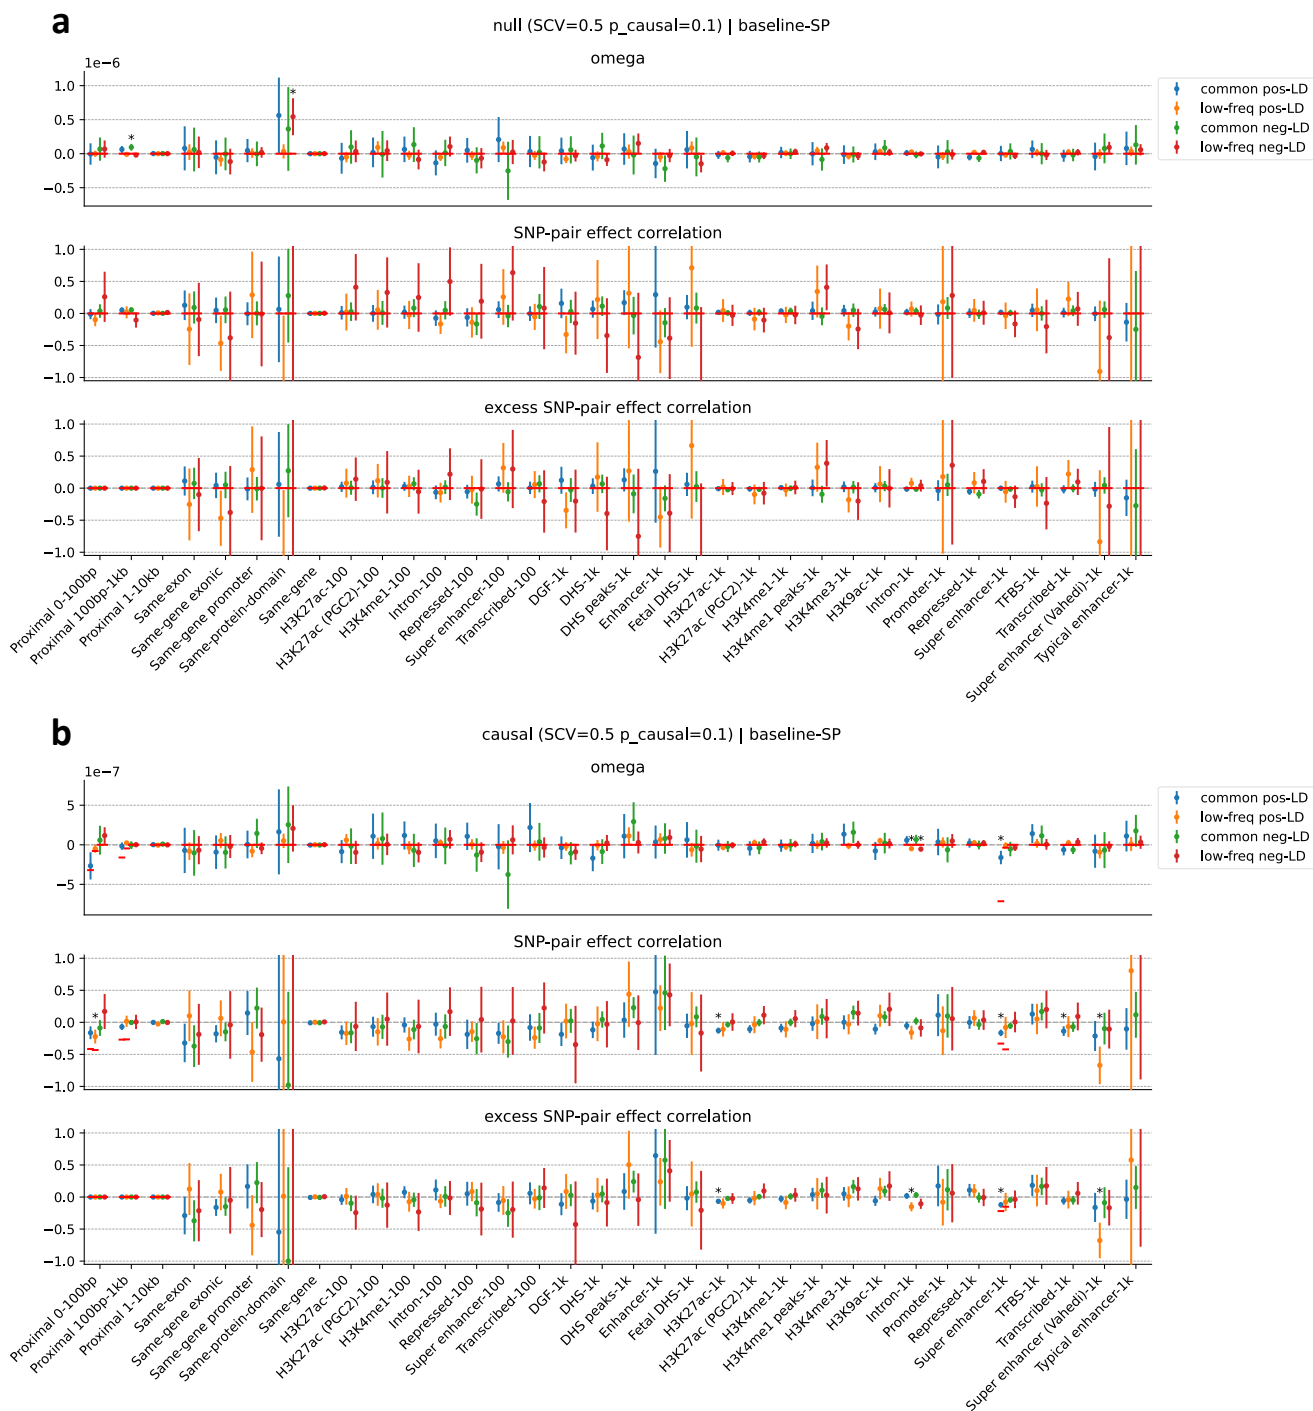 a
null (SCV=0.5 p_causal=0.1) | baseline-SP
omega
1e−6
1.0
0.5
0.0
−0.5
*
*
common pos-LD
low-freq pos-LD
common neg-LD
low-freq neg-LD
SNP-pair effect correlation
1.0
0.5
0.0
−0.5
−1.0
excess SNP-pair effect correlation
1.0
0.5
0.0
−0.5
−1.0
Proximal 0-100bp
Proximal 100bp-1kb
Proximal 1-10kb
Same-exon
Same-gene exonic
Same-gene promoter
Same-protein-domain
Same-gene
H3K27ac-100
H3K27ac (PGC2)-100
H3K4me1-100
Intron-100
Repressed-100
Super enhancer-100
Transcribed-100
DGF-1k
DHS-1k
DHS peaks-1k
Enhancer-1k
Fetal DHS-1k
H3K27ac-1k
H3K27ac (PGC2)-1k
H3K4me1-1k
H3K4me1 peaks-1k
H3K4me3-1k
H3K9ac-1k
Intron-1k
Promoter-1k
Repressed-1k
Super enhancer-1k
TFBS-1k
Transcribed-1k
Super enhancer (Vahedi)-1k
Typical enhancer-1k
b
causal (SCV=0.5 p_causal=0.1) | baseline-SP
omega
1e−7
5
0
−5
* *
*
common pos-LD
low-freq pos-LD
common neg-LD
low-freq neg-LD
SNP-pair effect correlation
1.0
0.5
0.0
−0.5
−1.0
*
*
*
*
*
excess SNP-pair effect correlation
1.0
0.5
0.0
−0.5
−1.0
*
*
*
*
Proximal 0-100bp
Proximal 100bp-1kb
Proximal 1-10kb
Same-exon
Same-gene exonic
Same-gene promoter
Same-protein-domain
Same-gene
H3K27ac-100
H3K27ac (PGC2)-100
H3K4me1-100
Intron-100
Repressed-100
Super enhancer-100
Transcribed-100
DGF-1k
DHS-1k
DHS peaks-1k
Enhancer-1k
Fetal DHS-1k
H3K27ac-1k
H3K27ac (PGC2)-1k
H3K4me1-1k
H3K4me1 peaks-1k
H3K4me3-1k
H3K9ac-1k
Intron-1k
Promoter-1k
Repressed-1k
Super enhancer-1k
TFBS-1k
Transcribed-1k
Super enhancer (Vahedi)-1k
Typical enhancer-1k